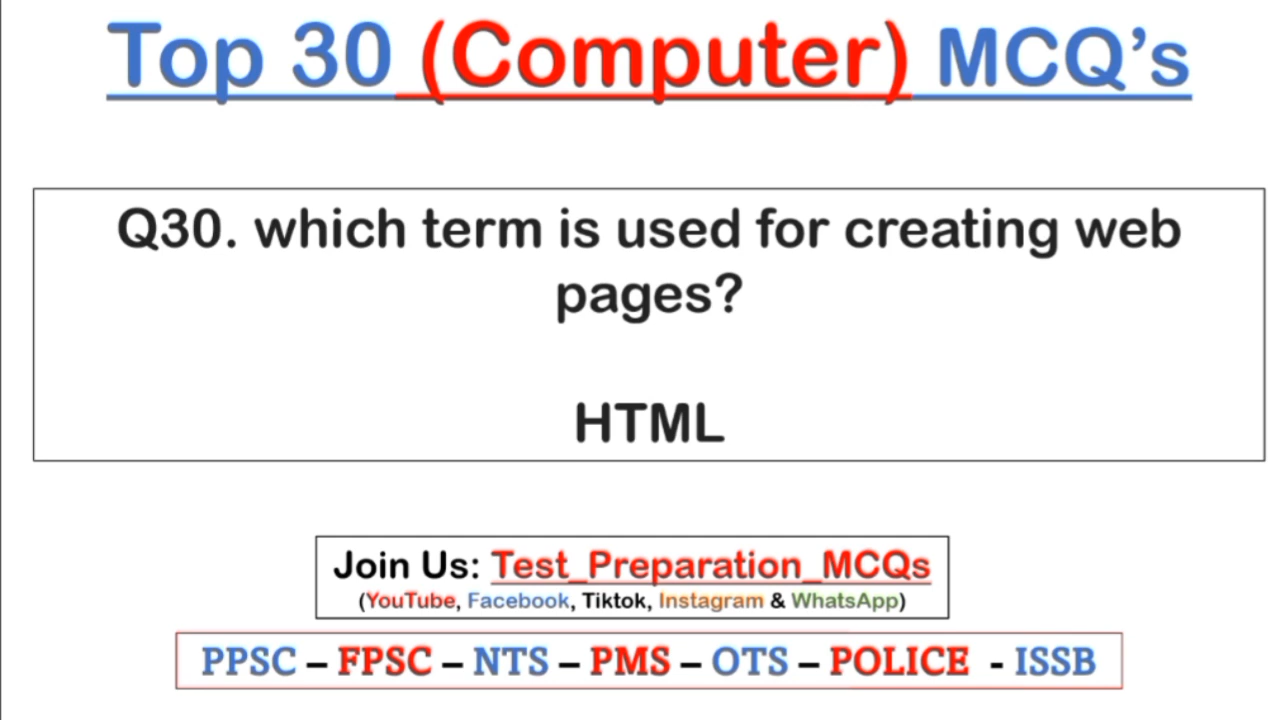 Top 30 (Computer) MCQ’s
Q30. which term is used for creating web
pages?
HTML
Join Us: Test_Preparation_MCQs
(YouTube, Facebook, Tiktok, Instagram & WhatsApp)
PPSC – FPSC – NTS – PMS – OTS – POLICE - ISSB